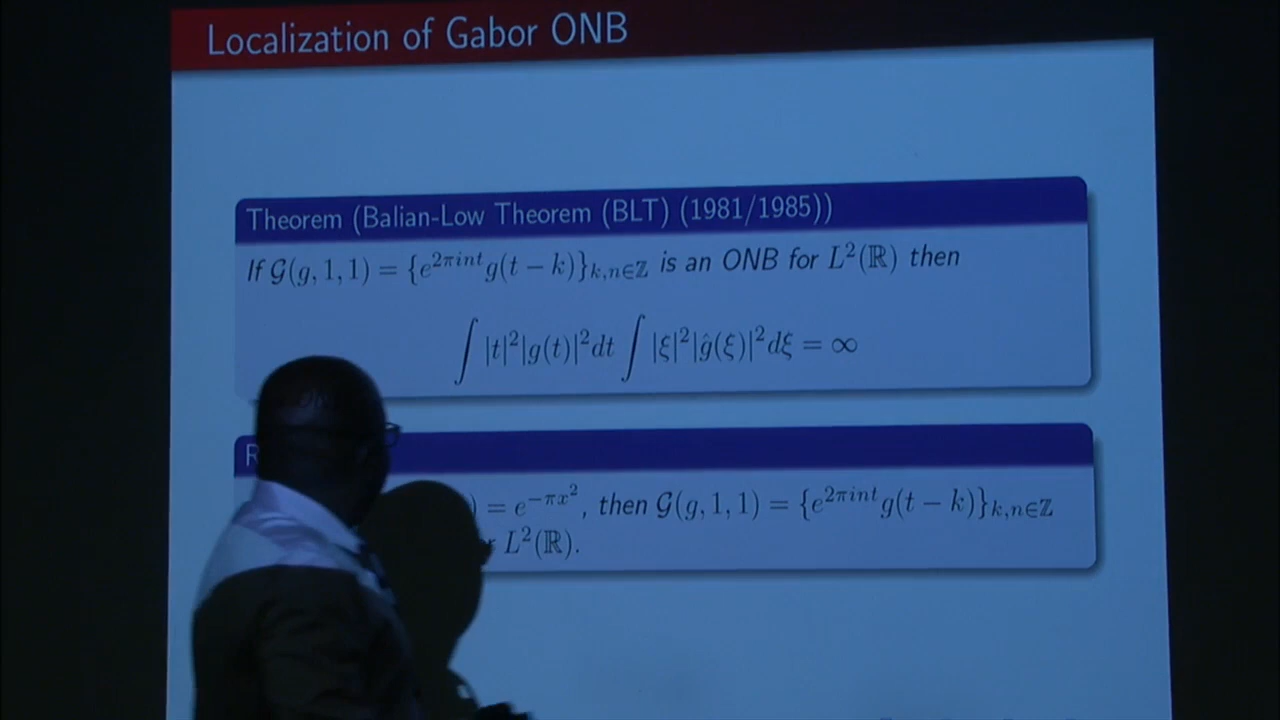 Localization of Gabor ONB
Theorem (Balian-Low Theorem (BLT) (1981/1985))
If 𝒢(g, 1, 1) = {e^{2πint} g(t − k)}_{k,n∈ℤ} is an ONB for L²(ℝ) then
∫ |t|²|g(t)|²dt ∫ |ξ|²|ĝ(ξ)|²dξ = ∞
R
) = e^{−πx²}, then 𝒢(g, 1, 1) = {e^{2πint} g(t − k)}_{k,n∈ℤ}
r L²(ℝ).